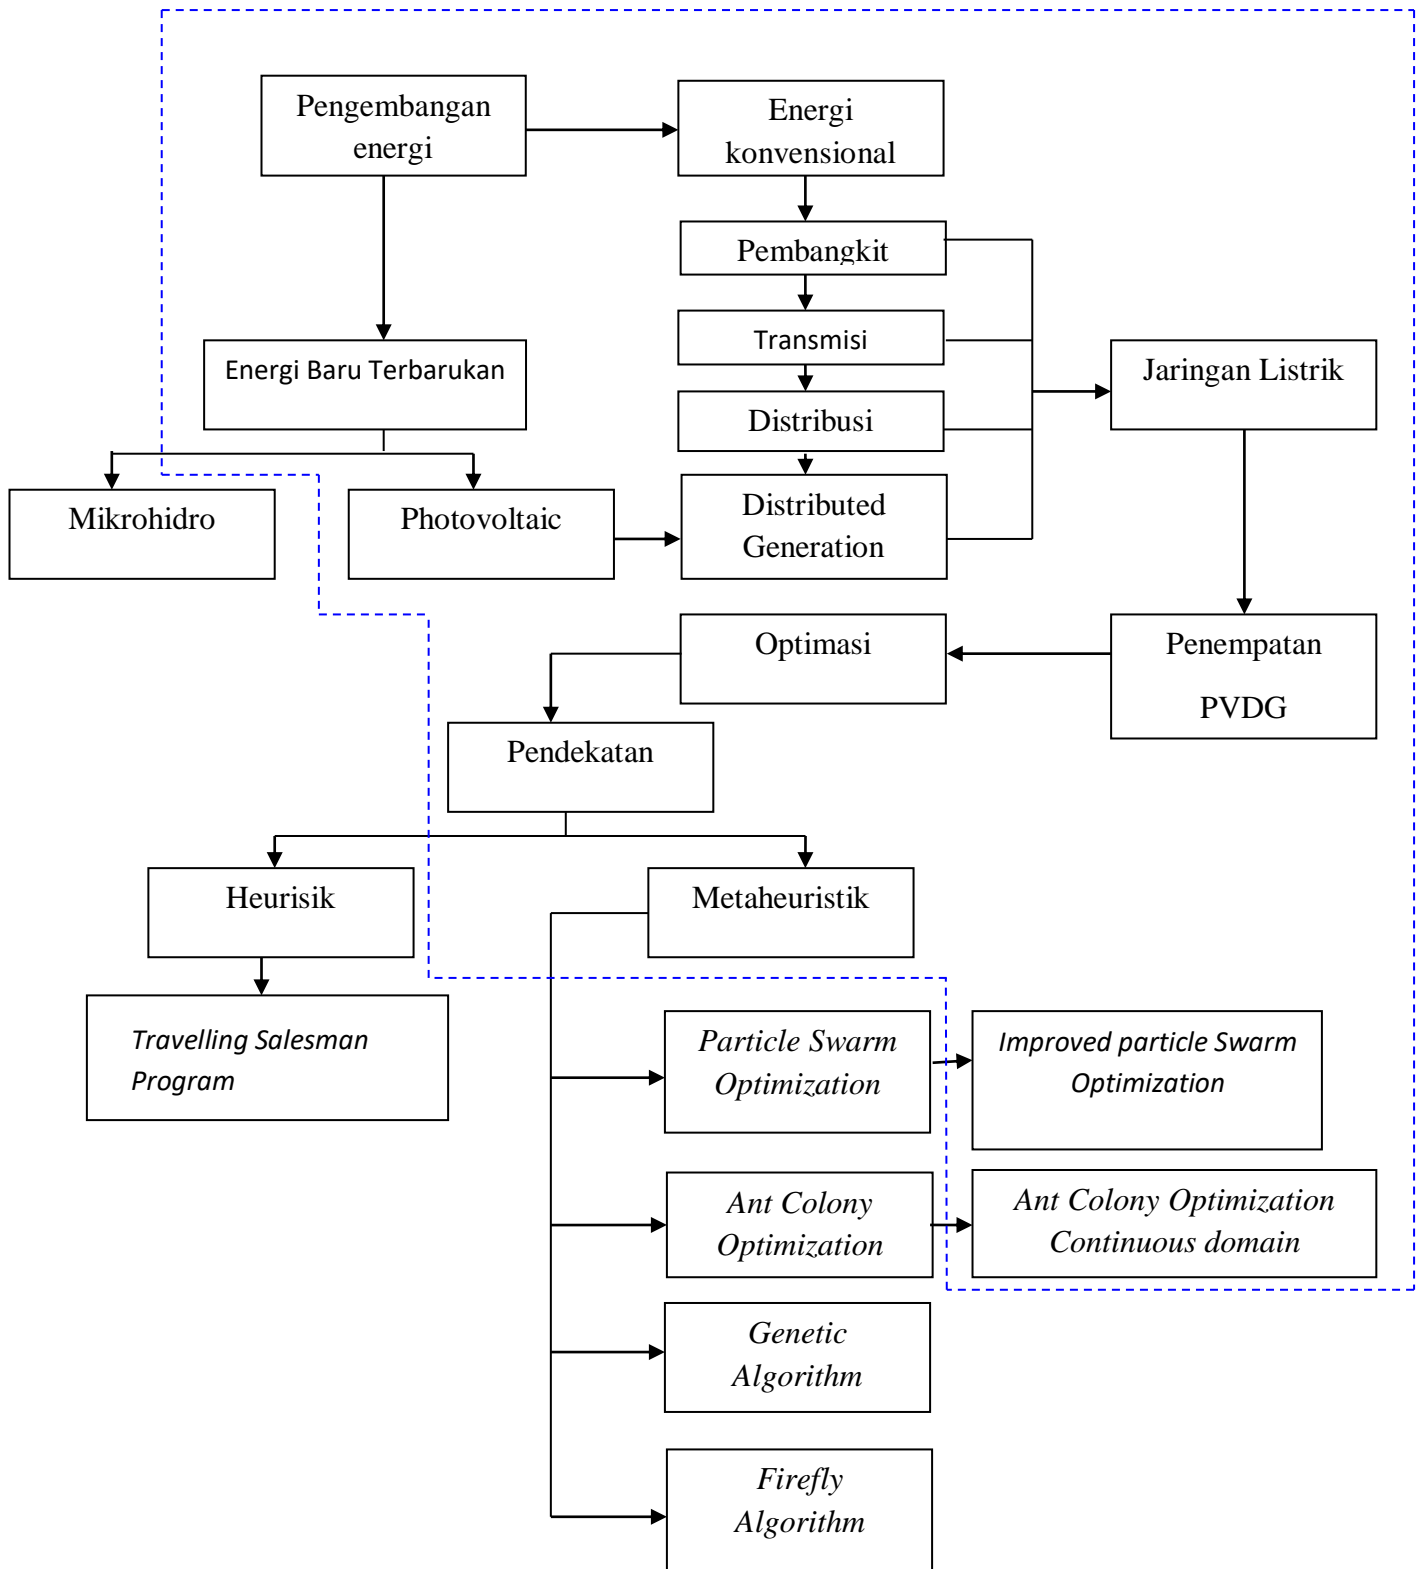 Pengembangan
energi
Energi
konvensional
Pembangkit
Transmisi
Energi Baru Terbarukan
Jaringan Listrik
Distribusi
Mikrohidro
Photovoltaic
Distributed
Generation
Optimasi
Penempatan
PVDG
Pendekatan
Heurisik
Metaheuristik
Travelling Salesman
Program
Particle Swarm
Optimization
Improved particle Swarm
Optimization
Ant Colony
Optimization
Ant Colony Optimization
Continuous domain
Genetic
Algorithm
Firefly
Algorithm